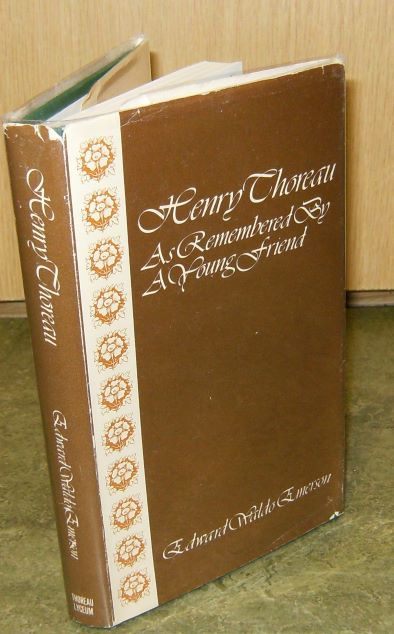 Henry Thoreau
As Remembered By
A Young Friend
Edward Waldo Emerson
Henry Thoreau
Edward Waldo Emerson
THOREAU
LYCEUM